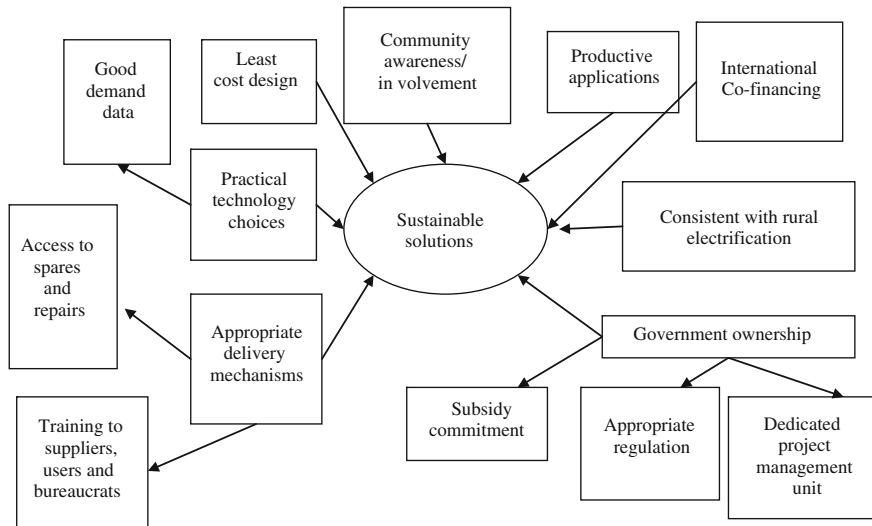 Good
demand
data
Least
cost design
Community
awareness/
in volvement
Productive
applications
International
Co-financing
Practical
technology
choices
Sustainable
solutions
Consistent with rural
electrification
Access to
spares
and
repairs
Appropriate
delivery
mechanisms
Government ownership
Subsidy
commitment
Appropriate
regulation
Dedicated
project
management
unit
Training to
suppliers,
users and
bureaucrats